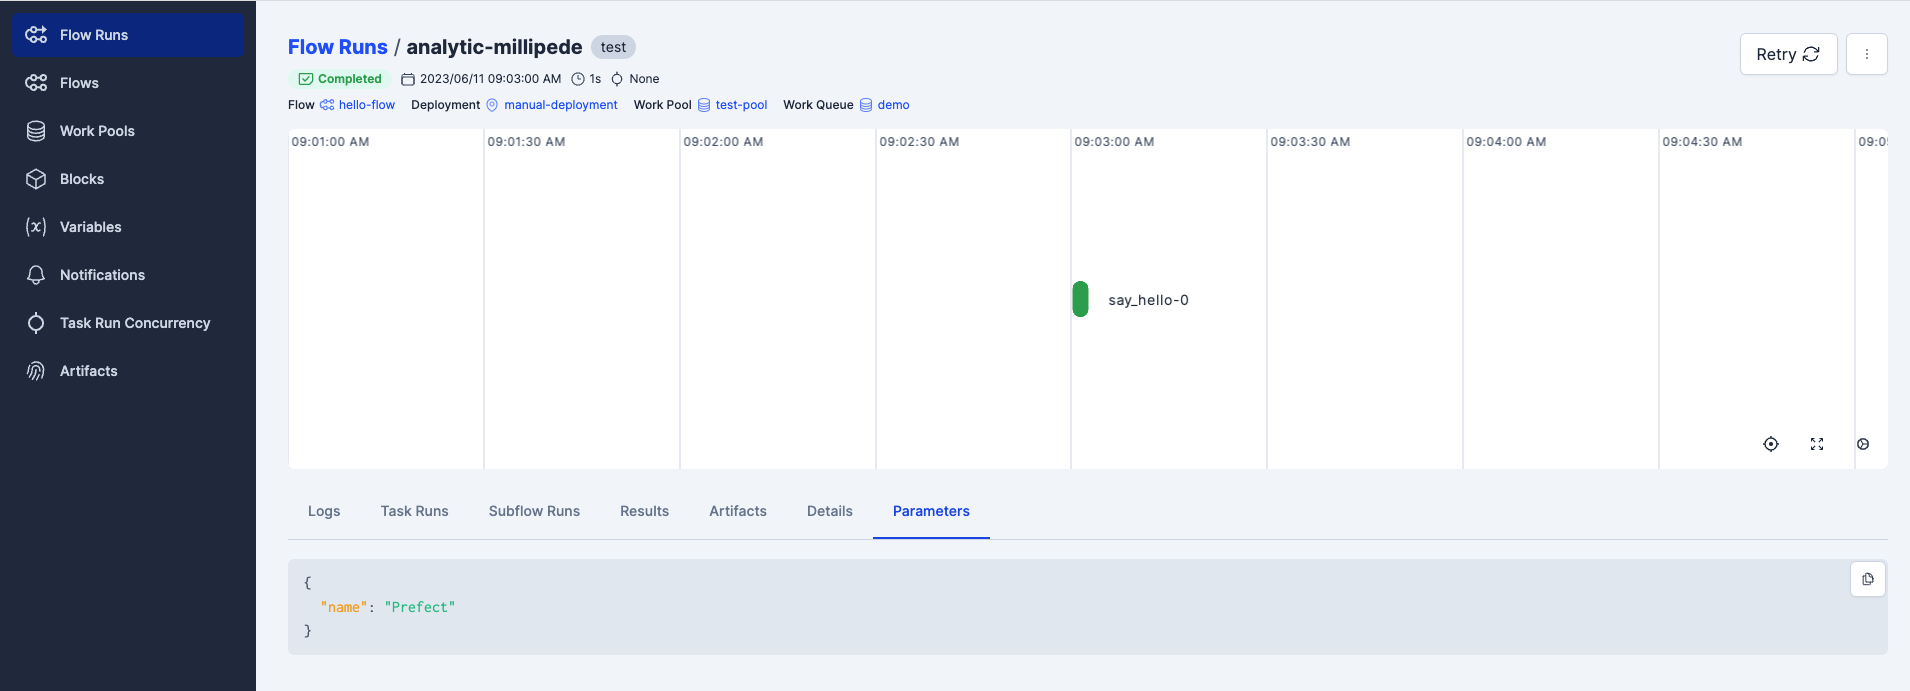 Flow Runs
Flows
Work Pools
Blocks
Variables
Notifications
Task Run Concurrency
Artifacts
Flow Runs / analytic-millipede test
Retry
Completed 2023/06/11 09:03:00 AM 1s None
Flow hello-flow Deployment manual-deployment Work Pool test-pool Work Queue demo
09:01:00 AM 09:01:30 AM 09:02:00 AM 09:02:30 AM 09:03:00 AM 09:03:30 AM 09:04:00 AM 09:04:30 AM
say_hello-0
Logs Task Runs Subflow Runs Results Artifacts Details Parameters
{
"name": "Prefect"
}